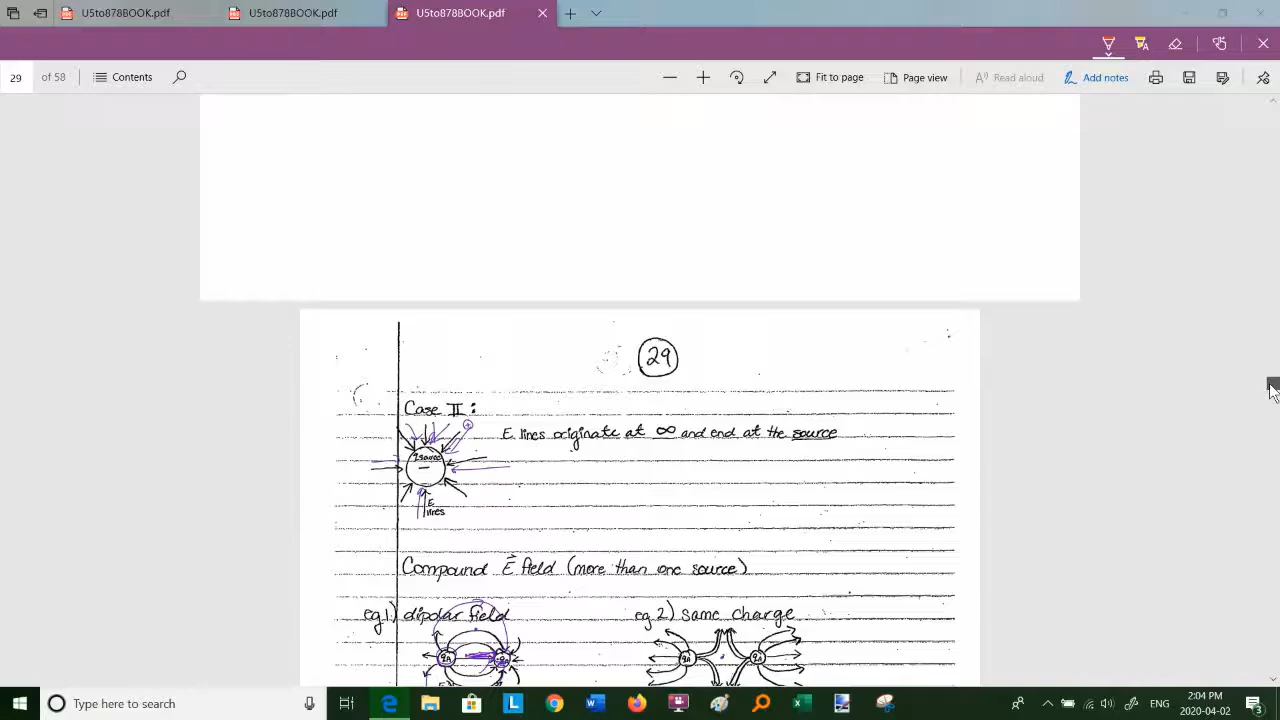 U5to878BOOK.pdf
U5to878BOOK.pdf
U5to878BOOK.pdf
29 of 58
Contents
Fit to page
Page view
Read aloud
Add notes
29
Case II:
E lines originate at ∞ and end at the source
q source
−
E
lines
Compound E⃗ field (more than one source)
eg.1) dipolar field
eg.2) same charge
Type here to search
ENG
2:04 PM
2020-04-02
3